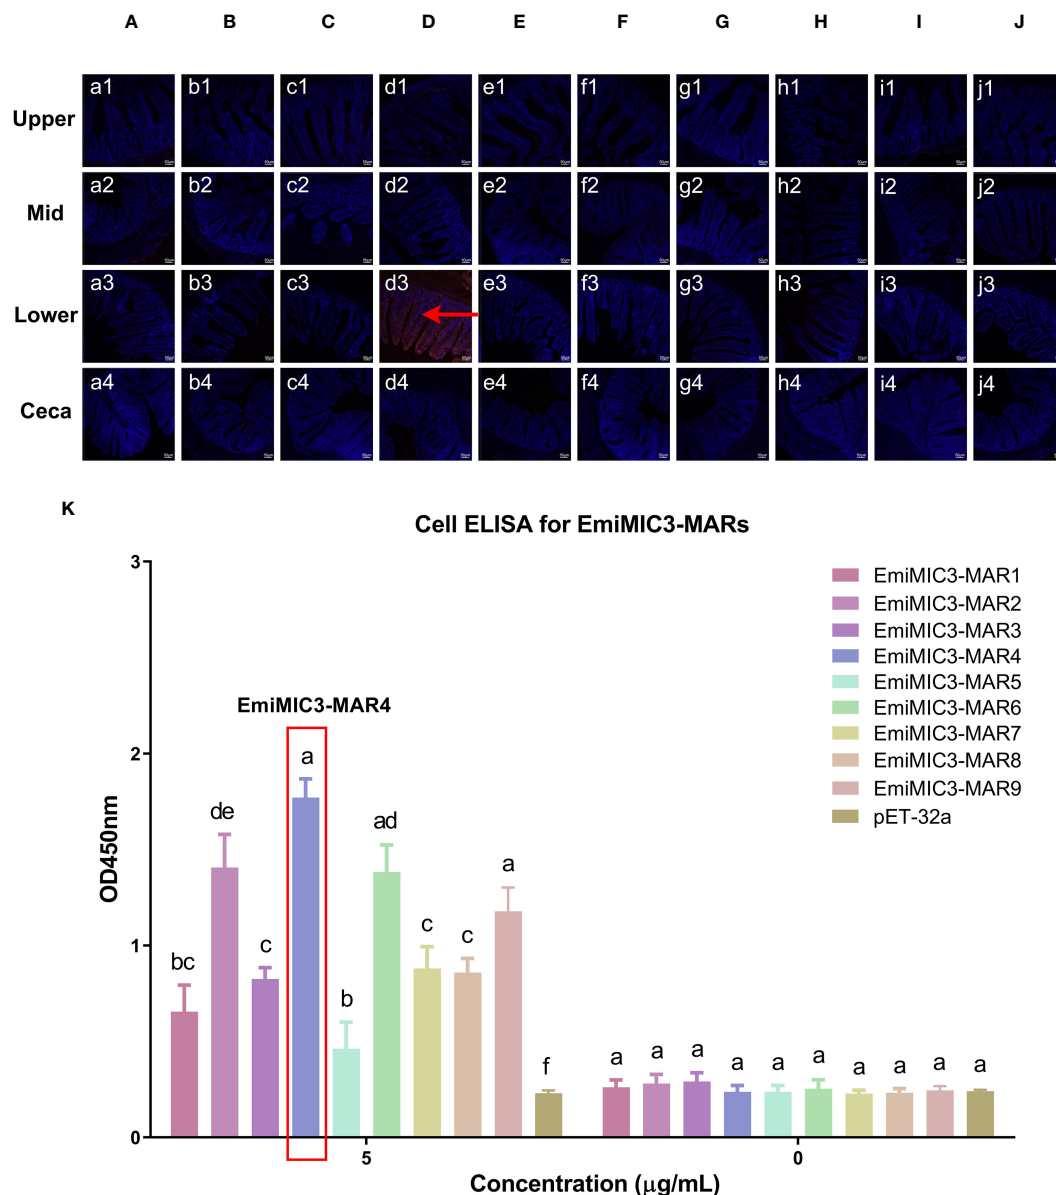 A B C D E F G H I J
Upper a1 b1 c1 d1 e1 f1 g1 h1 i1 j1
Mid a2 b2 c2 d2 e2 f2 g2 h2 i2 j2
Lower a3 b3 c3 d3 e3 f3 g3 h3 i3 j3
Ceca a4 b4 c4 d4 e4 f4 g4 h4 i4 j4
K
Cell ELISA for EmiMIC3-MARs
3
EmiMIC3-MAR1
EmiMIC3-MAR2
EmiMIC3-MAR3
EmiMIC3-MAR4
EmiMIC3-MAR5
EmiMIC3-MAR6
EmiMIC3-MAR7
EmiMIC3-MAR8
EmiMIC3-MAR9
pET-32a
EmiMIC3-MAR4
2
OD450nm
1
0
bc de c a b ad c c a f
a a a a a a a a a a
5 0
Concentration (μg/mL)